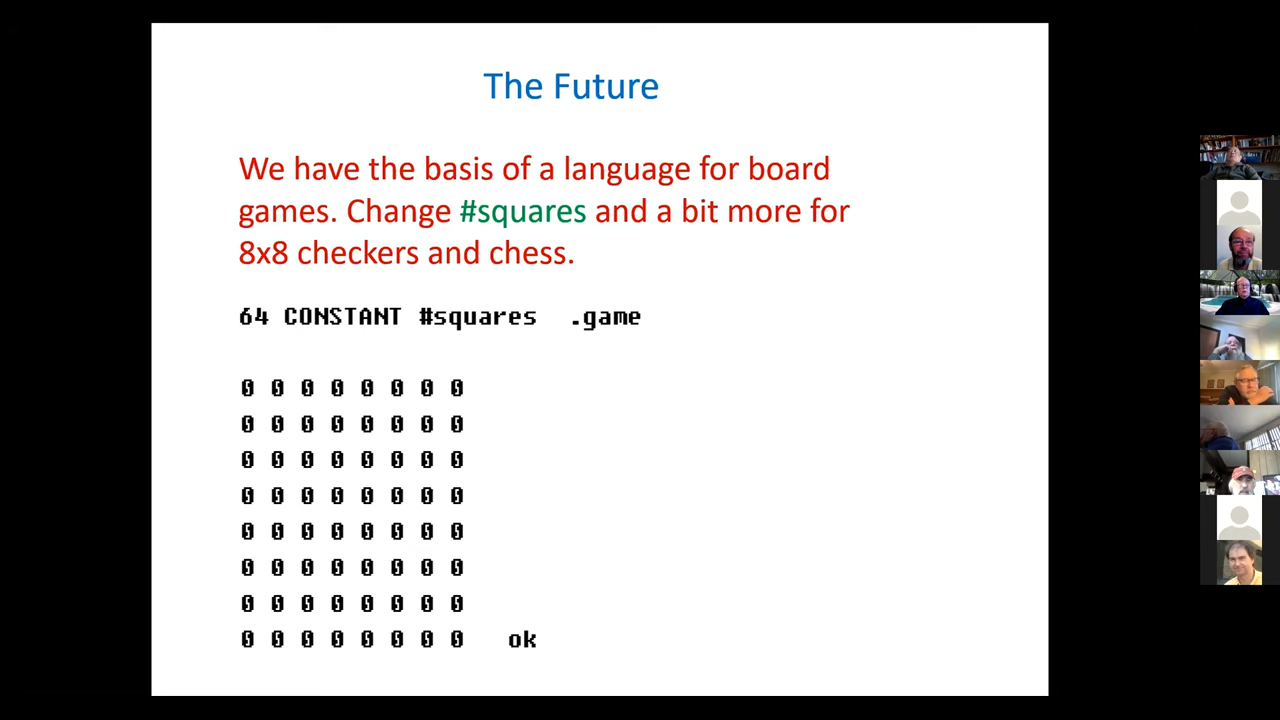 The Future
We have the basis of a language for board
games. Change #squares and a bit more for
8x8 checkers and chess.
64 CONSTANT #squares .game
0 0 0 0 0 0 0 0
0 0 0 0 0 0 0 0
0 0 0 0 0 0 0 0
0 0 0 0 0 0 0 0
0 0 0 0 0 0 0 0
0 0 0 0 0 0 0 0
0 0 0 0 0 0 0 0
0 0 0 0 0 0 0 0 ok